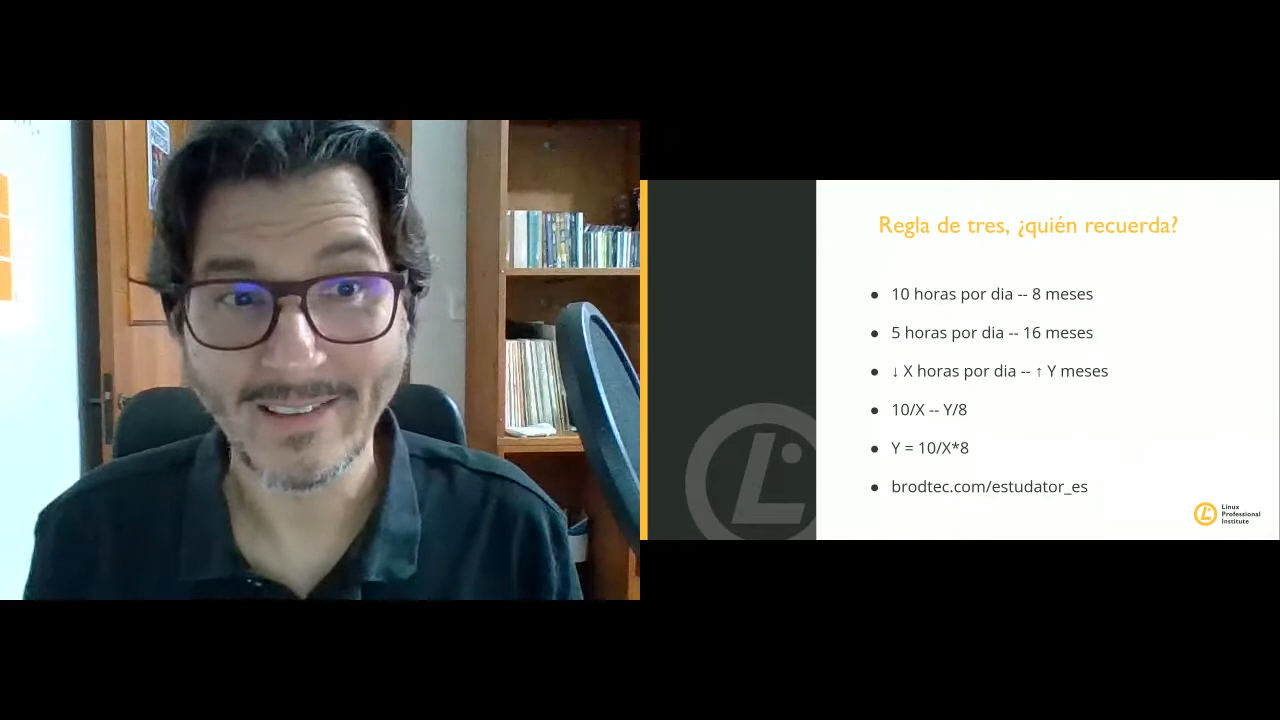 Regla de tres, ¿quién recuerda?
● 10 horas por dia -- 8 meses
● 5 horas por dia -- 16 meses
● ↓ X horas por dia -- ↑ Y meses
● 10/X -- Y/8
● Y = 10/X*8
● brodtec.com/estudator_es
Linux
Professional
Institute